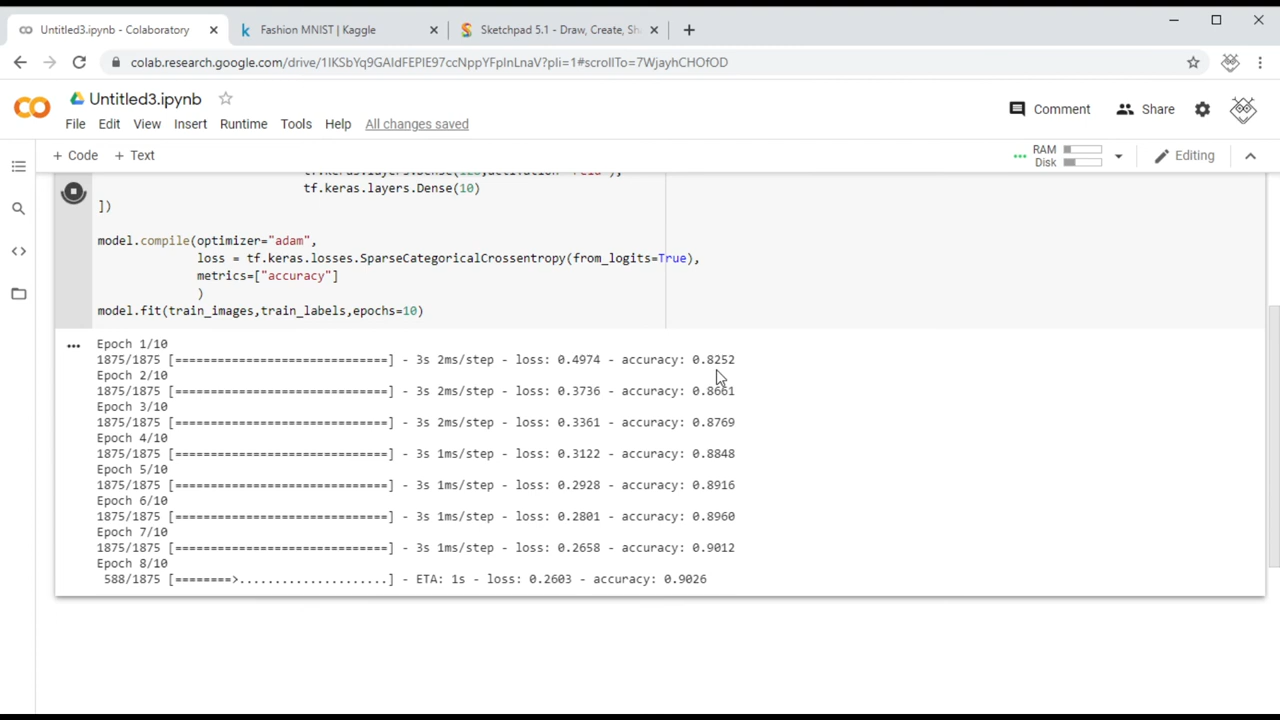 Untitled3.ipynb - Colaboratory
Fashion MNIST | Kaggle
Sketchpad 5.1 - Draw, Create, Sh
colab.research.google.com/drive/1IKSbYq9GAIdFEPIE97ccNppYFpInLnaV?pli=1#scrollTo=7WjayhCHOfOD
Untitled3.ipynb
Comment
Share
File Edit View Insert Runtime Tools Help All changes saved
+ Code + Text
RAM
Disk
Editing
tf.keras.layers.Dense(10)
])
model.compile(optimizer="adam",
loss = tf.keras.losses.SparseCategoricalCrossentropy(from_logits=True),
metrics=["accuracy"]
)
model.fit(train_images,train_labels,epochs=10)
Epoch 1/10
1875/1875 [==============================] - 3s 2ms/step - loss: 0.4974 - accuracy: 0.8252
Epoch 2/10
1875/1875 [==============================] - 3s 2ms/step - loss: 0.3736 - accuracy: 0.8661
Epoch 3/10
1875/1875 [==============================] - 3s 2ms/step - loss: 0.3361 - accuracy: 0.8769
Epoch 4/10
1875/1875 [==============================] - 3s 1ms/step - loss: 0.3122 - accuracy: 0.8848
Epoch 5/10
1875/1875 [==============================] - 3s 1ms/step - loss: 0.2928 - accuracy: 0.8916
Epoch 6/10
1875/1875 [==============================] - 3s 1ms/step - loss: 0.2801 - accuracy: 0.8960
Epoch 7/10
1875/1875 [==============================] - 3s 1ms/step - loss: 0.2658 - accuracy: 0.9012
Epoch 8/10
588/1875 [========>.....................] - ETA: 1s - loss: 0.2603 - accuracy: 0.9026